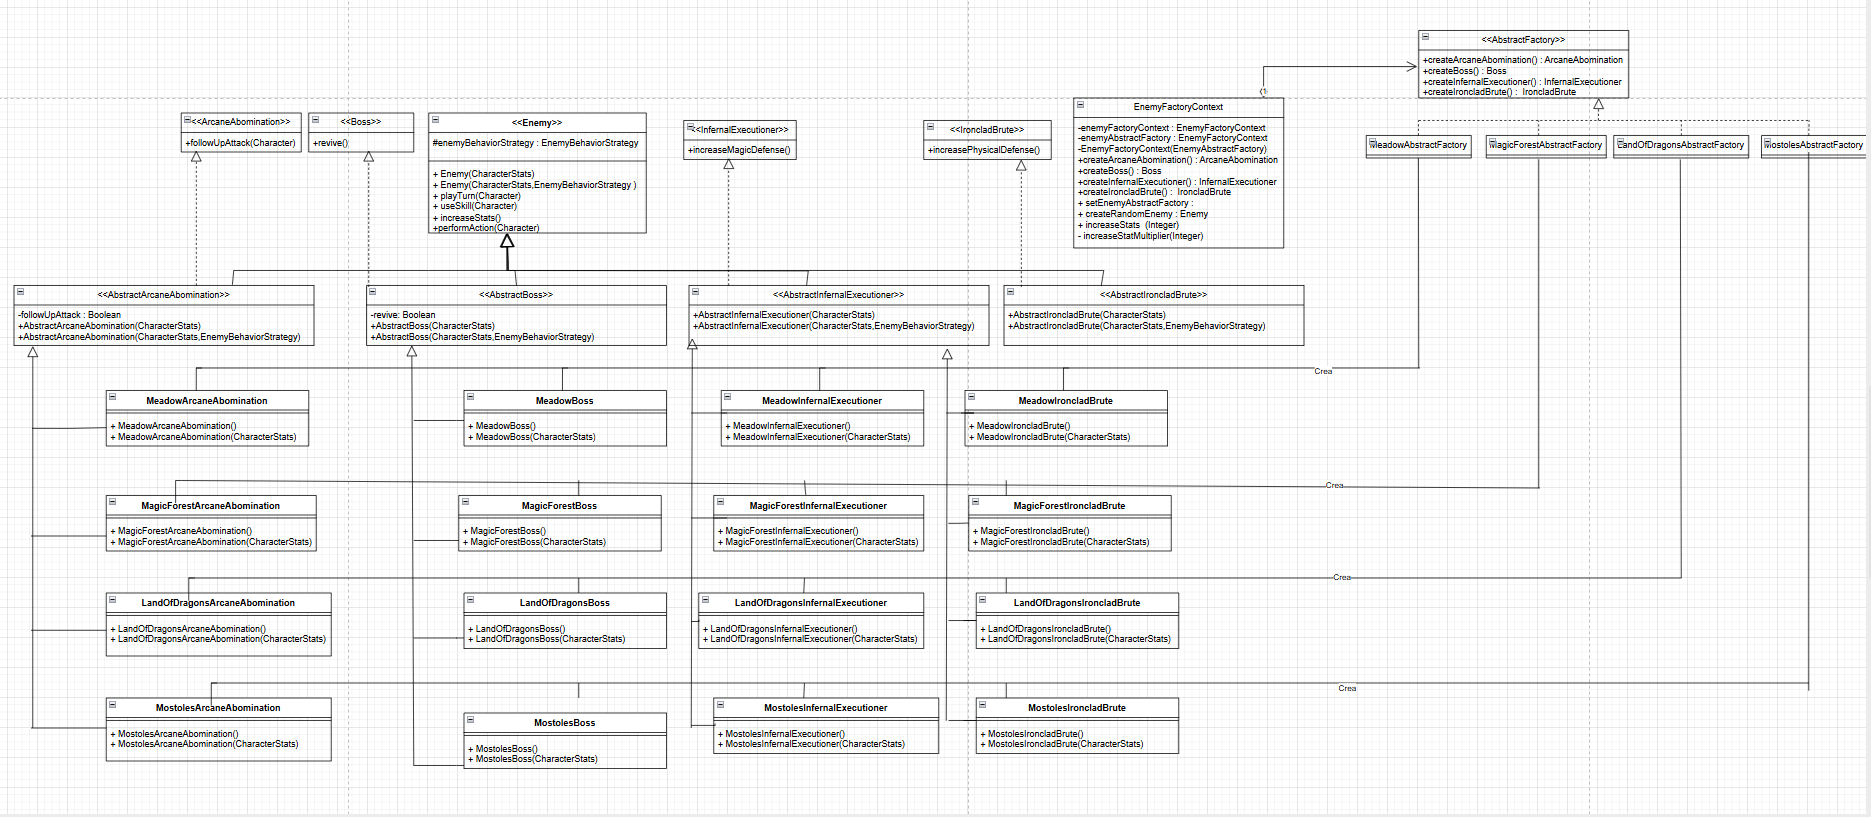 <<AbstractFactory>>
+createArcaneAbomination() : ArcaneAbomination
+createBoss() : Boss
+createInfernalExecutioner() : InfernalExecutioner
+createIroncladBrute() : IroncladBrute
<<ArcaneAbomination>>
+followUpAttack(Character)
<<Boss>>
+revive()
<<Enemy>>
#enemyBehaviorStrategy : EnemyBehaviorStrategy
+ Enemy(CharacterStats)
+ Enemy(CharacterStats,EnemyBehaviorStrategy )
+ playTurn(Character)
+ useSkill(Character)
+ increaseStats()
+performAction(Character)
<<InfernalExecutioner>>
+increaseMagicDefense()
<<IroncladBrute>>
+increasePhysicalDefense()
1
EnemyFactoryContext
-enemyFactoryContext : EnemyFactoryContext
-enemyAbstractFactory : EnemyFactoryContext
-EnemyFactoryContext(EnemyAbstractFactory)
+createArcaneAbomination() : ArcaneAbomination
+createBoss() : Boss
+createInfernalExecutioner() : InfernalExecutioner
+createIroncladBrute() : IroncladBrute
+ setEnemyAbstractFactory :
+ createRandomEnemy : Enemy
+ increaseStats (Integer)
- increaseStatMultiplier(Integer)
MeadowAbstractFactory
MagicForestAbstractFactory
LandOfDragonsAbstractFactory
MostolesAbstractFactory
<<AbstractArcaneAbomination>>
-followUpAttack : Boolean
+AbstractArcaneAbomination(CharacterStats)
+AbstractArcaneAbomination(CharacterStats,EnemyBehaviorStrategy)
<<AbstractBoss>>
-revive: Boolean
+AbstractBoss(CharacterStats)
+AbstractBoss(CharacterStats,EnemyBehaviorStrategy)
<<AbstractInfernalExecutioner>>
+AbstractInfernalExecutioner(CharacterStats)
+AbstractInfernalExecutioner(CharacterStats,EnemyBehaviorStrategy)
<<AbstractIroncladBrute>>
+AbstractIroncladBrute(CharacterStats)
+AbstractIroncladBrute(CharacterStats,EnemyBehaviorStrategy)
Crea
MeadowArcaneAbomination
+ MeadowArcaneAbomination()
+ MeadowArcaneAbomination(CharacterStats)
MeadowBoss
+ MeadowBoss()
+ MeadowBoss(CharacterStats)
MeadowInfernalExecutioner
+ MeadowInfernalExecutioner()
+ MeadowInfernalExecutioner(CharacterStats)
MeadowIroncladBrute
+ MeadowIroncladBrute()
+ MeadowIroncladBrute(CharacterStats)
Crea
MagicForestArcaneAbomination
+ MagicForestArcaneAbomination()
+ MagicForestArcaneAbomination(CharacterStats)
MagicForestBoss
+ MagicForestBoss()
+ MagicForestBoss(CharacterStats)
MagicForestInfernalExecutioner
+ MagicForestInfernalExecutioner()
+ MagicForestInfernalExecutioner(CharacterStats)
MagicForestIroncladBrute
+ MagicForestIroncladBrute()
+ MagicForestIroncladBrute(CharacterStats)
Crea
LandOfDragonsArcaneAbomination
+ LandOfDragonsArcaneAbomination()
+ LandOfDragonsArcaneAbomination(CharacterStats)
LandOfDragonsBoss
+ LandOfDragonsBoss()
+ LandOfDragonsBoss(CharacterStats)
LandOfDragonsInfernalExecutioner
+ LandOfDragonsInfernalExecutioner()
+ LandOfDragonsInfernalExecutioner(CharacterStats)
LandOfDragonsIroncladBrute
+ LandOfDragonsIroncladBrute()
+ LandOfDragonsIroncladBrute(CharacterStats)
Crea
MostolesArcaneAbomination
+ MostolesArcaneAbomination()
+ MostolesArcaneAbomination(CharacterStats)
MostolesBoss
+ MostolesBoss()
+ MostolesBoss(CharacterStats)
MostolesInfernalExecutioner
+ MostolesInfernalExecutioner()
+ MostolesInfernalExecutioner(CharacterStats)
MostolesIroncladBrute
+ MostolesIroncladBrute()
+ MostolesIroncladBrute(CharacterStats)